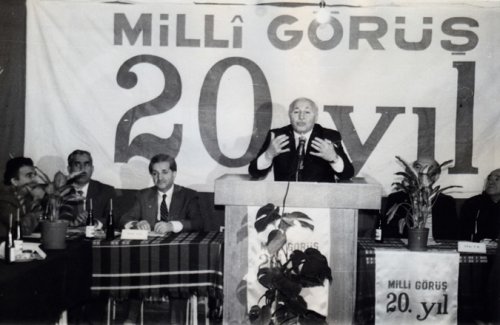 MİLLÎ GÖRÜŞ
20 yıl
MİLLİ GÖRÜŞ
20. yıl